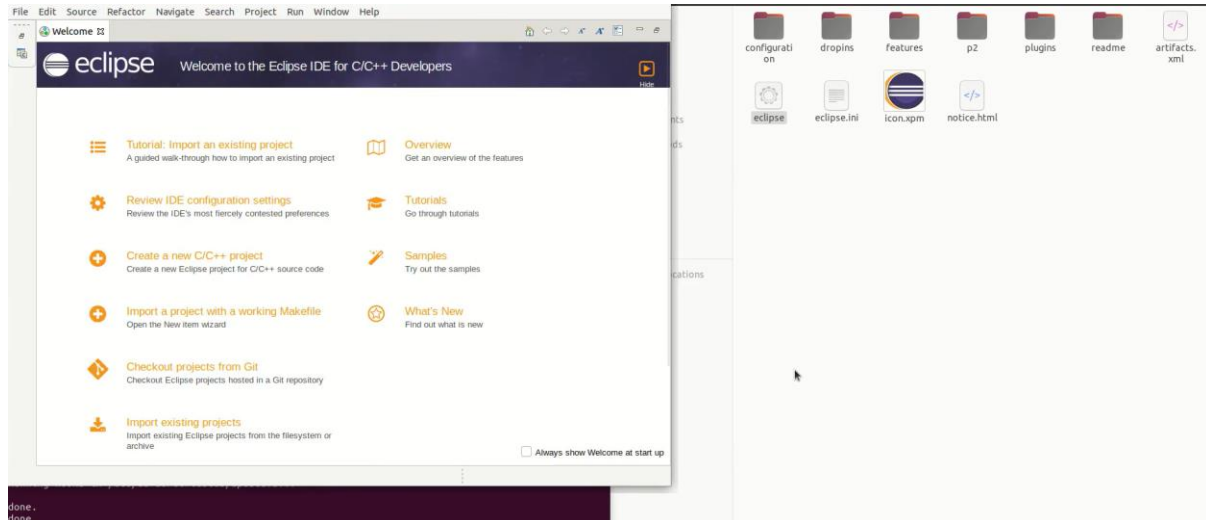 File Edit Source Refactor Navigate Search Project Run Window Help
Welcome
eclipse Welcome to the Eclipse IDE for C/C++ Developers
Hide
Tutorial: Import an existing project
A guided walk-through how to import an existing project
Overview
Get an overview of the features
Review IDE configuration settings
Review the IDE's most fiercely contested preferences
Tutorials
Go through tutorials
Create a new C/C++ project
Create a new Eclipse project for C/C++ source code
Samples
Try out the samples
Import a project with a working Makefile
Open the New item wizard
What's New
Find out what is new
Checkout projects from Git
Checkout Eclipse projects hosted in a Git repository
Import existing projects
Import existing Eclipse projects from the filesystem or
archive
Always show Welcome at start up
configurati
on
dropins
features
p2
plugins
readme
artifacts.
xml
eclipse
eclipse.ini
icon.xpm
notice.html
nts
ds
cations
done.
done